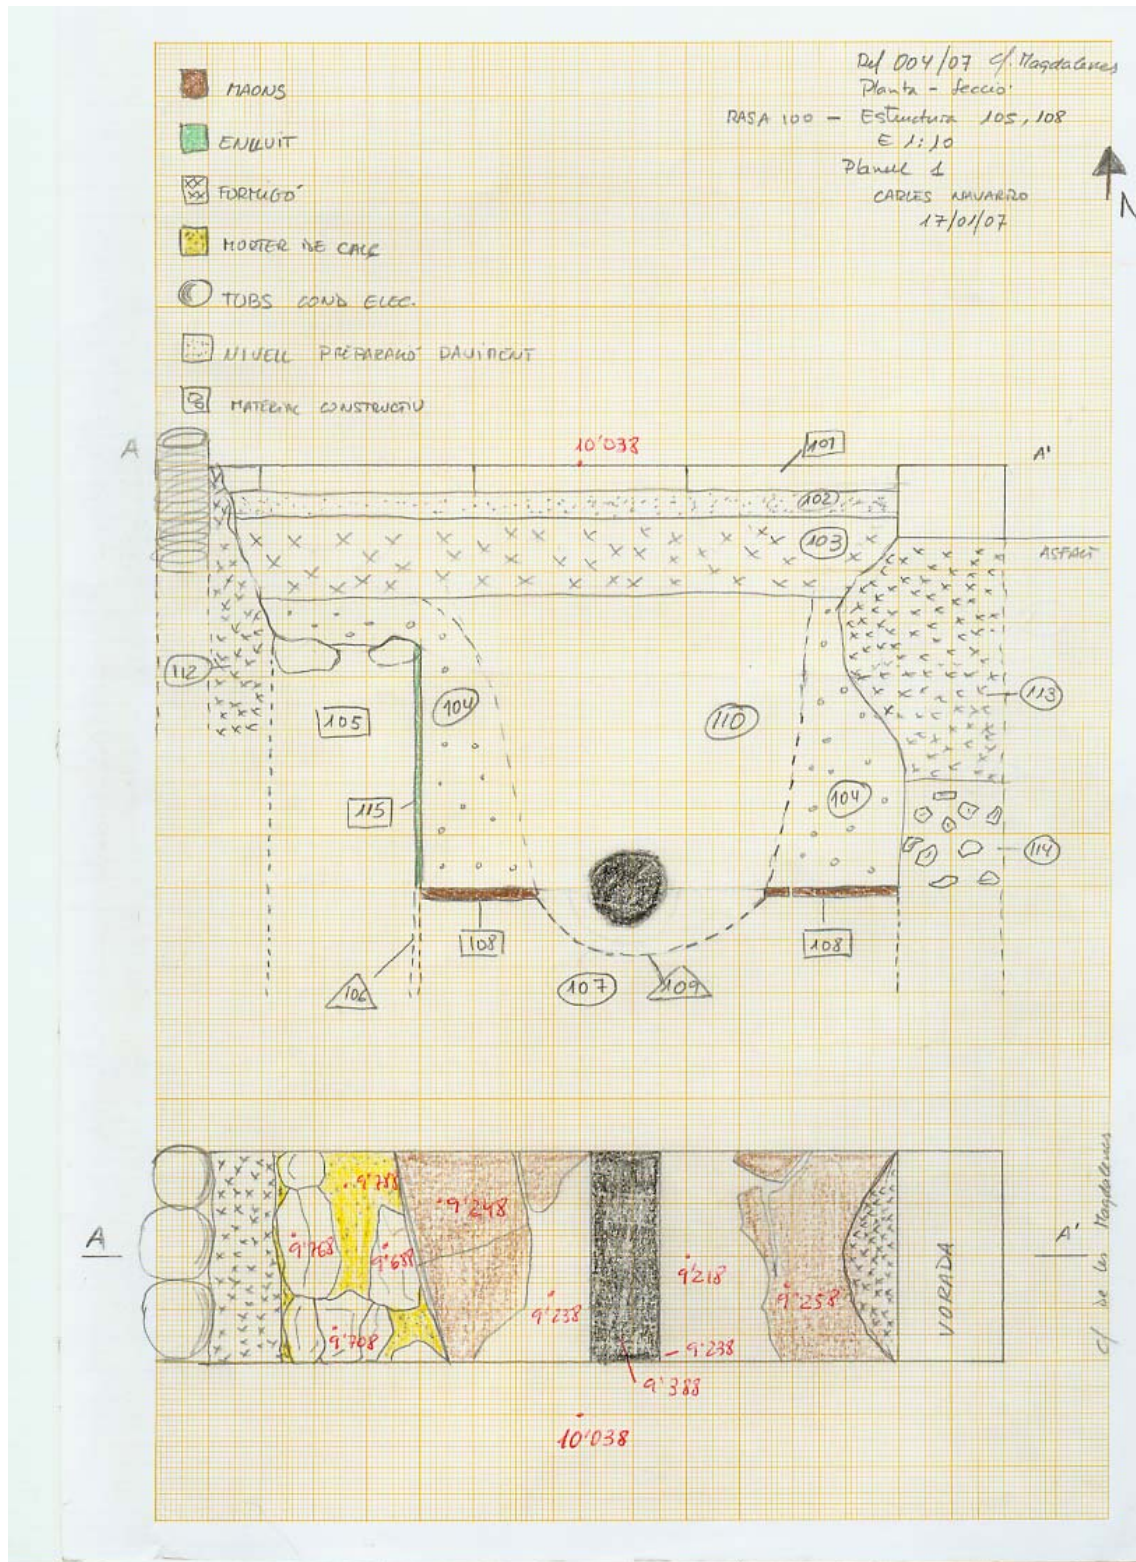 Def 004/07 c/. Magdalenes
Planta - Secció
RASA 100 - Estructura 105, 108
E 1:10
Planell 1
CARLES NAVARRO
17/01/07
N
MAONS
ENLLUIT
FORMIGÓ
MORTER DE CALÇ
TUBS COND ELEC.
NIVELL PREPARACIÓ PAVIMENT
MATERIAL CONSTRUCTIU
A
10'038
101
A'
102
103
ASFALT
112
105
104
110
113
115
104
114
108
108
106
107
109
9'788
9'248
A
9'768
9'688
9'218
A'
9'238
9'258
VORADA
9'708
9'238
9'388
10'038
c/ de les Magdalenes